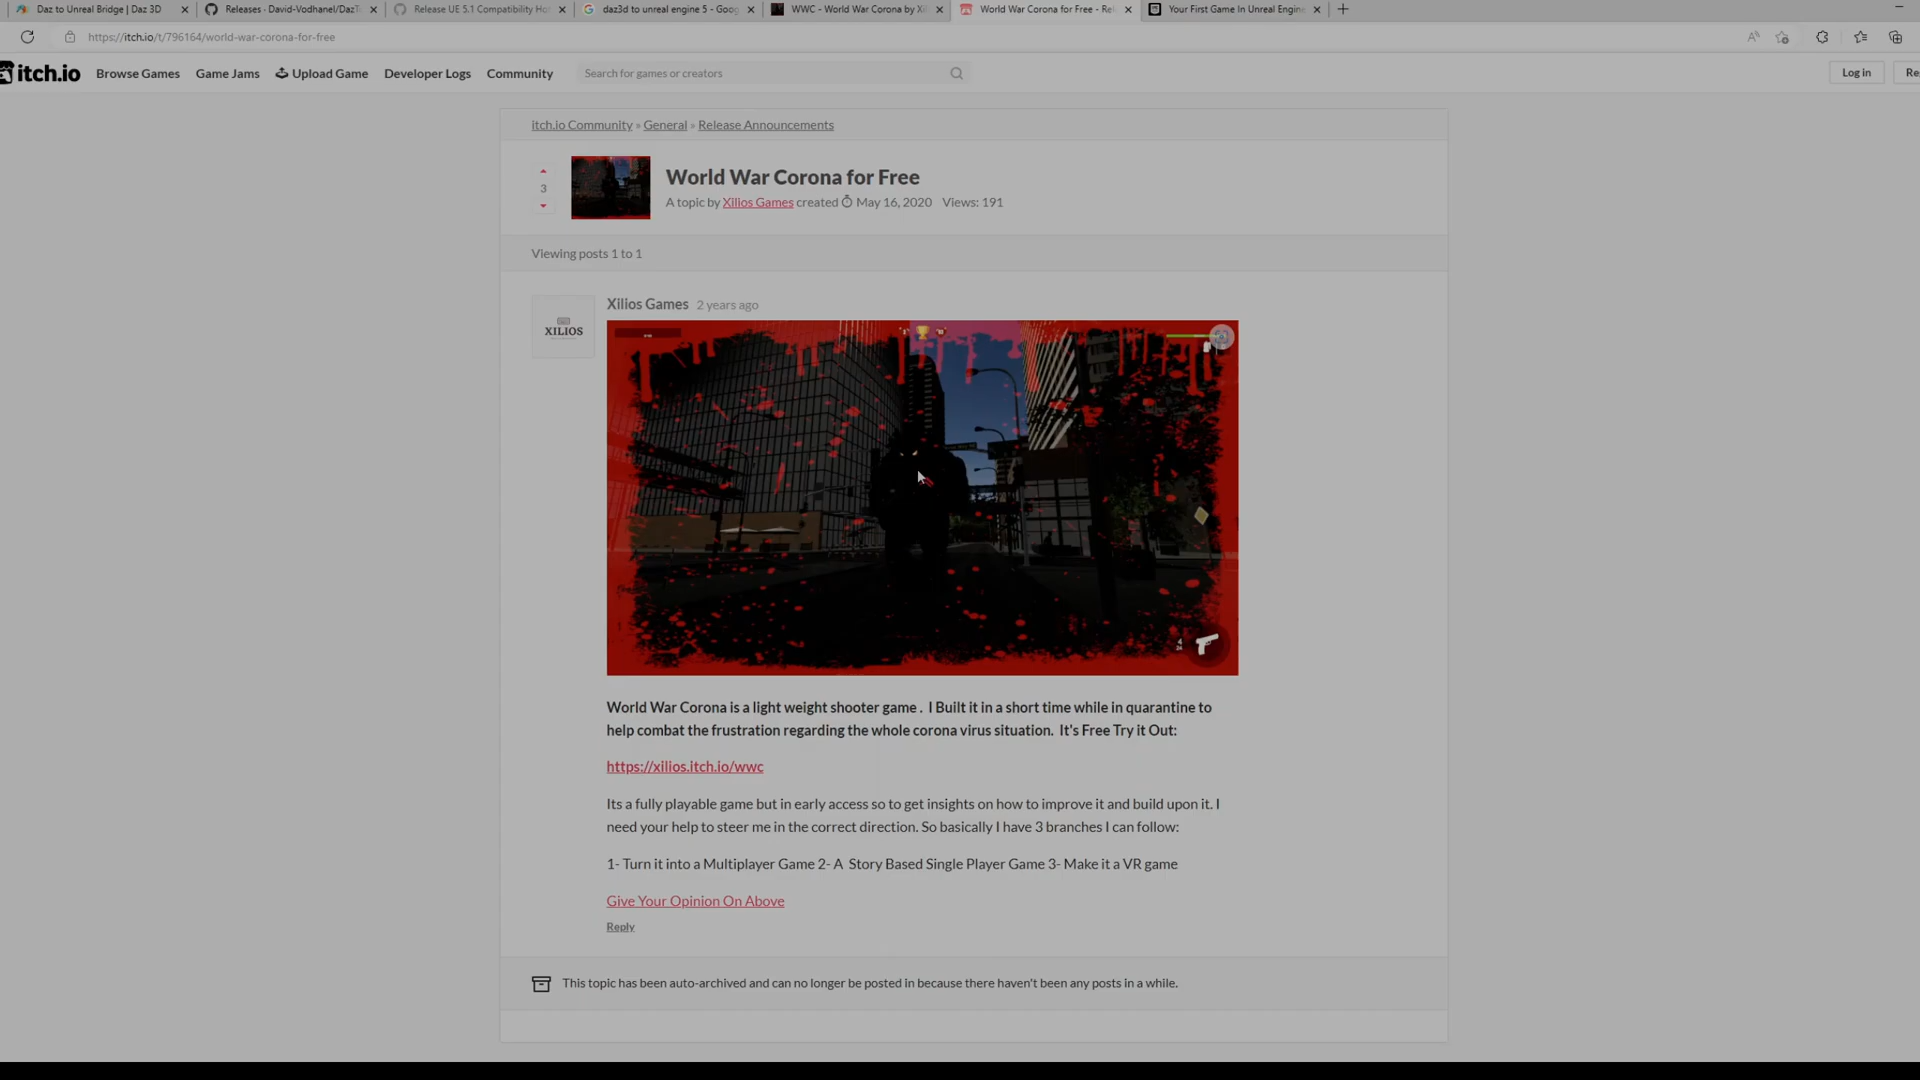 Daz to Unreal Bridge | Daz 3D
Releases · David-Vodhanel/DazT
Release UE 5.1 Compatibility Ho
daz3d to unreal engine 5 - Goog
WWC - World War Corona by Xil
World War Corona for Free - Rel
Your First Game In Unreal Engin
https://itch.io/t/796164/world-war-corona-for-free
itch.io
Browse Games
Game Jams
Upload Game
Developer Logs
Community
Search for games or creators
Log in
Re
itch.io Community » General » Release Announcements
3
World War Corona for Free
A topic by Xilios Games created May 16, 2020 Views: 191
Viewing posts 1 to 1
XILIOS
Xilios Games 2 years ago
World War Corona is a light weight shooter game . I Built it in a short time while in quarantine to
help combat the frustration regarding the whole corona virus situation. It's Free Try it Out:
https://xilios.itch.io/wwc
Its a fully playable game but in early access so to get insights on how to improve it and build upon it. I
need your help to steer me in the correct direction. So basically I have 3 branches I can follow:
1- Turn it into a Multiplayer Game 2- A Story Based Single Player Game 3- Make it a VR game
Give Your Opinion On Above
Reply
This topic has been auto-archived and can no longer be posted in because there haven't been any posts in a while.